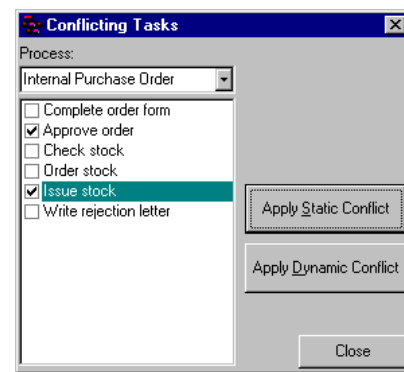 Conflicting Tasks
Process:
Internal Purchase Order
Complete order form
Approve order
Check stock
Order stock
Issue stock
Write rejection letter
Apply Static Conflict
Apply Dynamic Conflict
Close